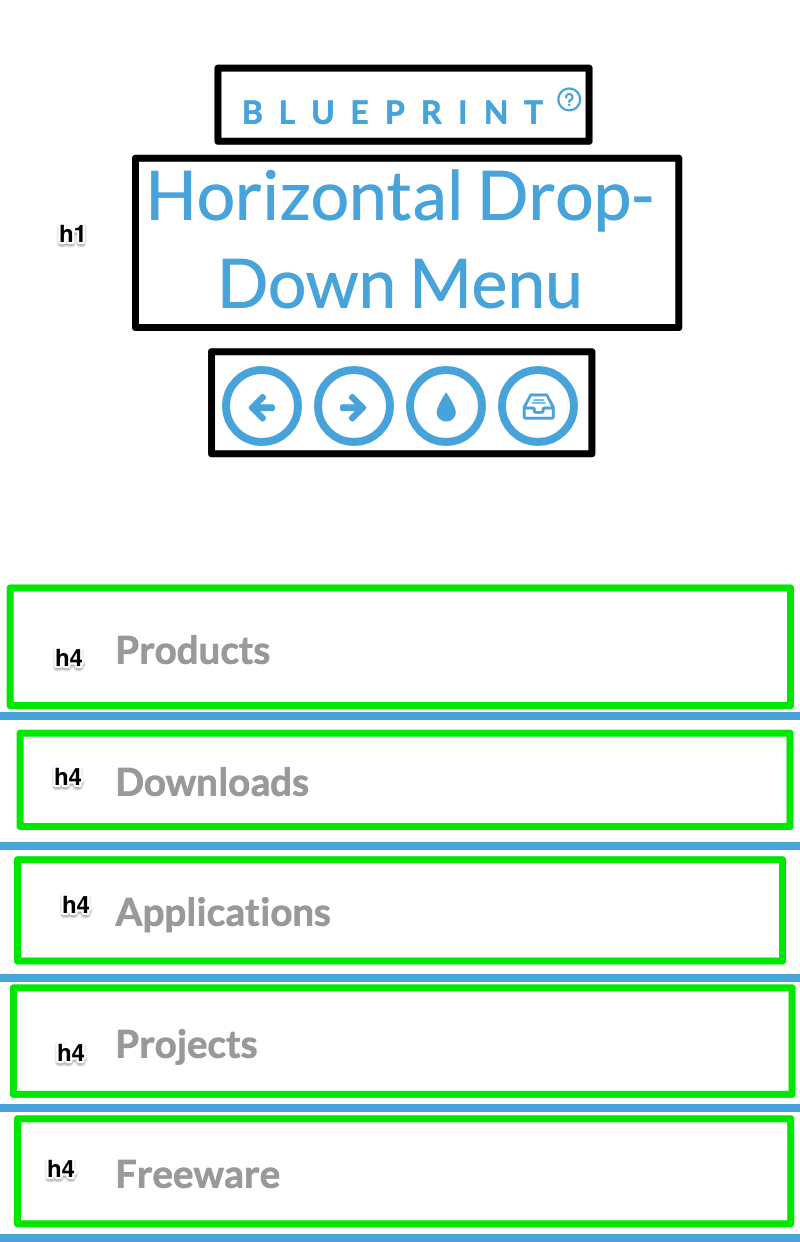 BLUEPRINT ?
h1
Horizontal Drop-
Down Menu
h4 Products
h4 Downloads
h4 Applications
h4 Projects
h4 Freeware